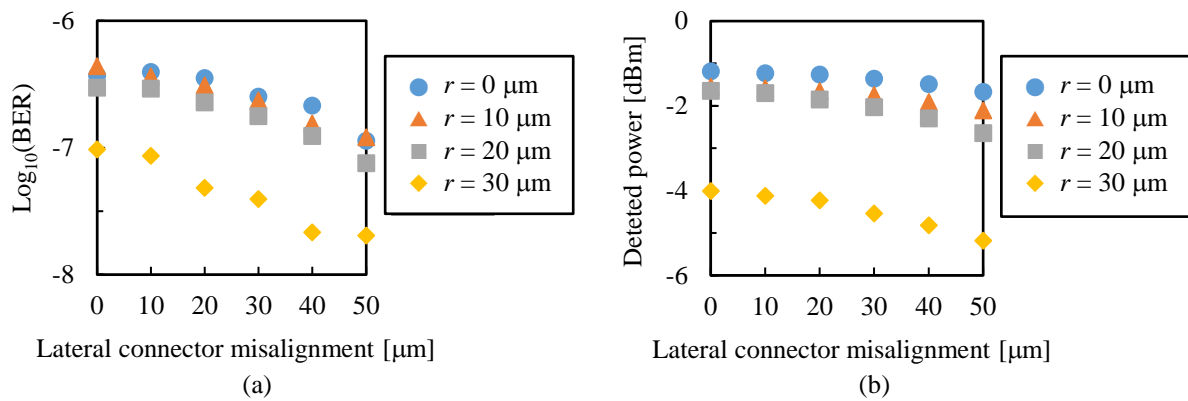 -6
-7
-8
Log10(BER)
0 10 20 30 40 50
Lateral connector misalignment [μm]
(a)
r = 0 μm
r = 10 μm
r = 20 μm
r = 30 μm
0
-2
-4
-6
Deteted power [dBm]
0 10 20 30 40 50
Lateral connector misalignment [μm]
(b)
r = 0 μm
r = 10 μm
r = 20 μm
r = 30 μm